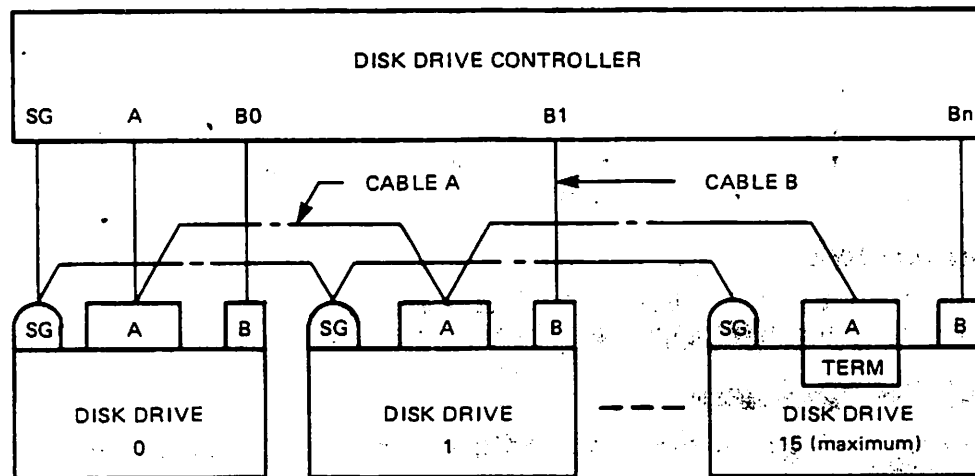 DISK DRIVE CONTROLLER
SG A B0 B1 Bn
CABLE A CABLE B
SG A B SG A B SG A B
TERM
DISK DRIVE DISK DRIVE DISK DRIVE
0 1 15 (maximum)